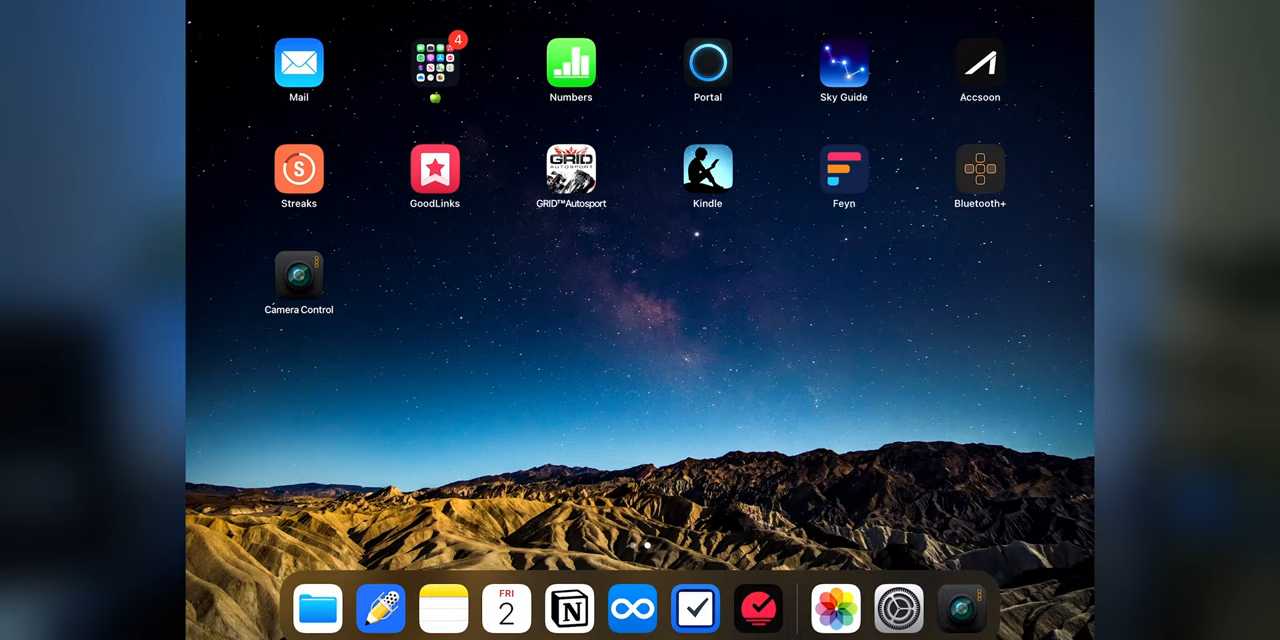 4
Mail
Numbers
Portal
Sky Guide
Accsoon
S
GRID
AUTOSPORT
Streaks
GoodLinks
GRID™Autosport
Kindle
Feyn
Bluetooth+
Camera Control
FRI
2
N